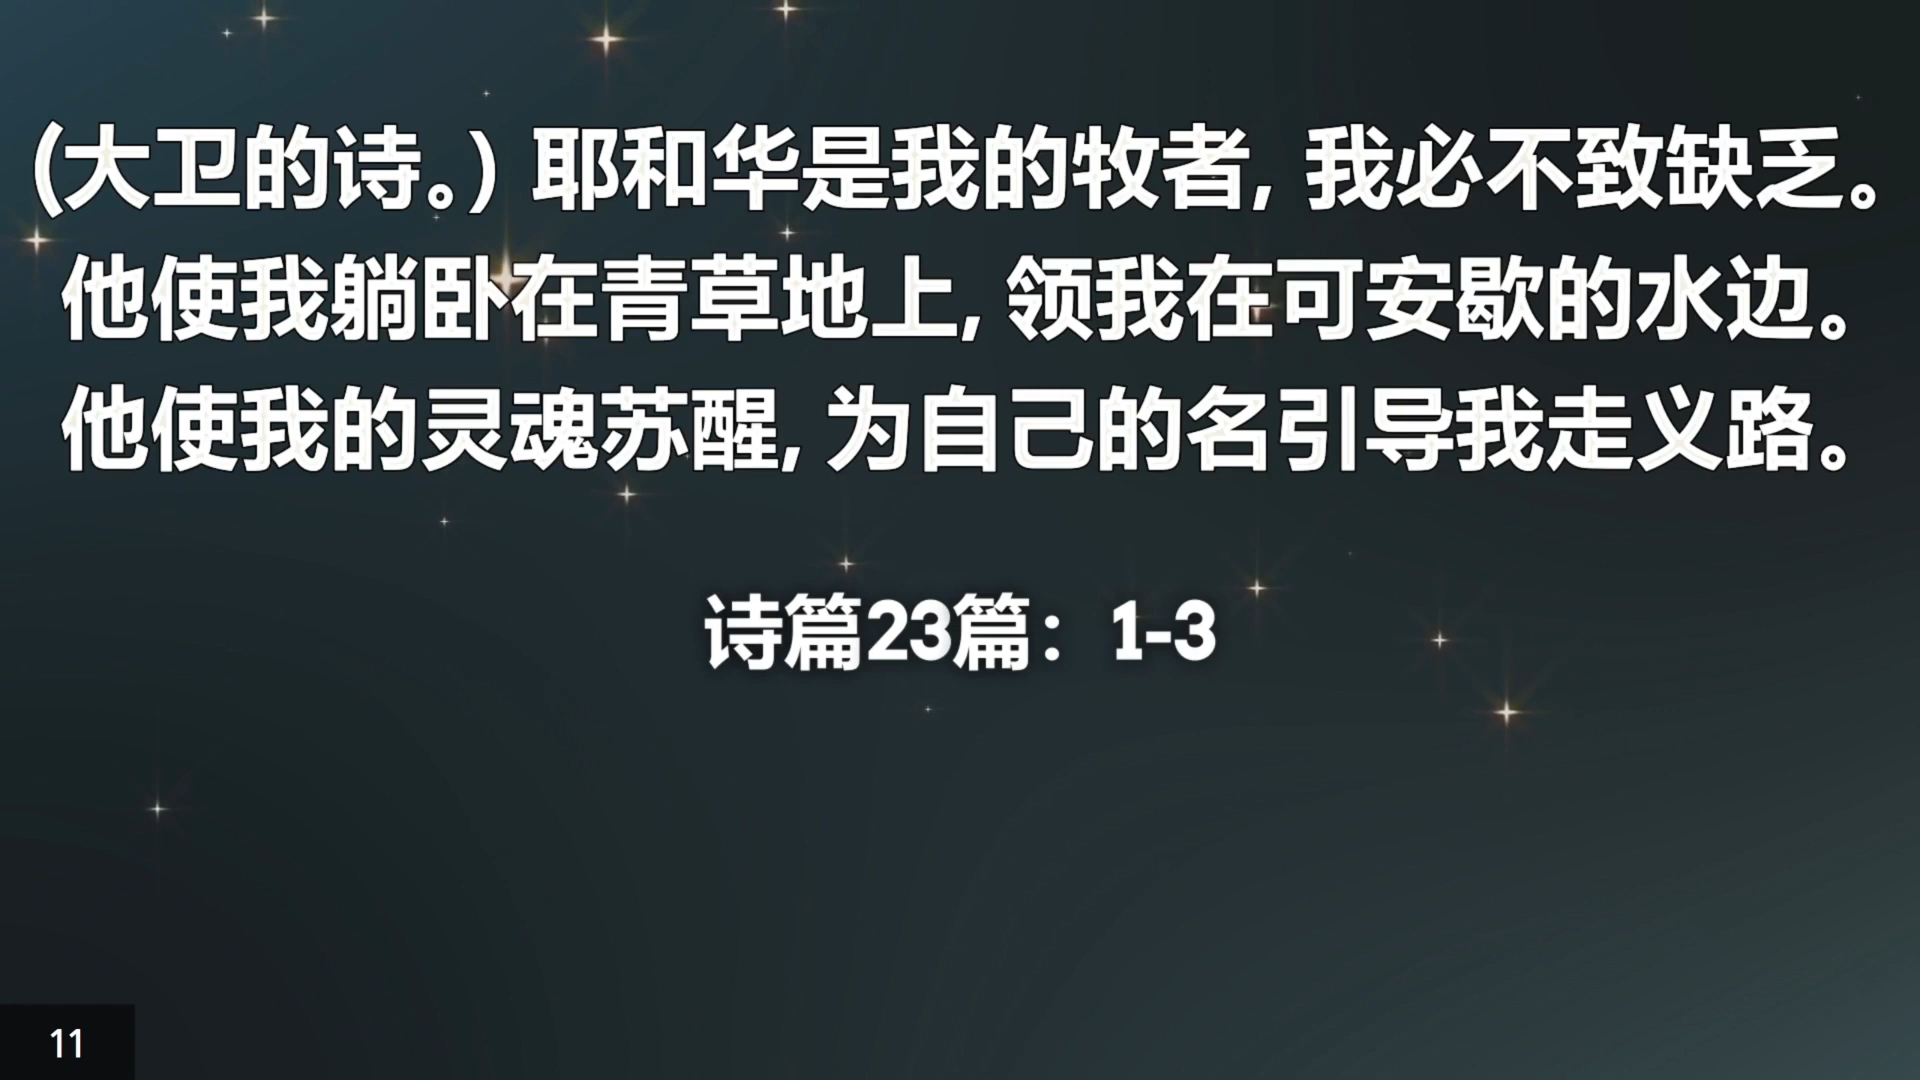 (大卫的诗。) 耶和华是我的牧者, 我必不致缺乏。
他使我躺卧在青草地上, 领我在可安歇的水边。
他使我的灵魂苏醒, 为自己的名引导我走义路。
诗篇23篇：1-3
11